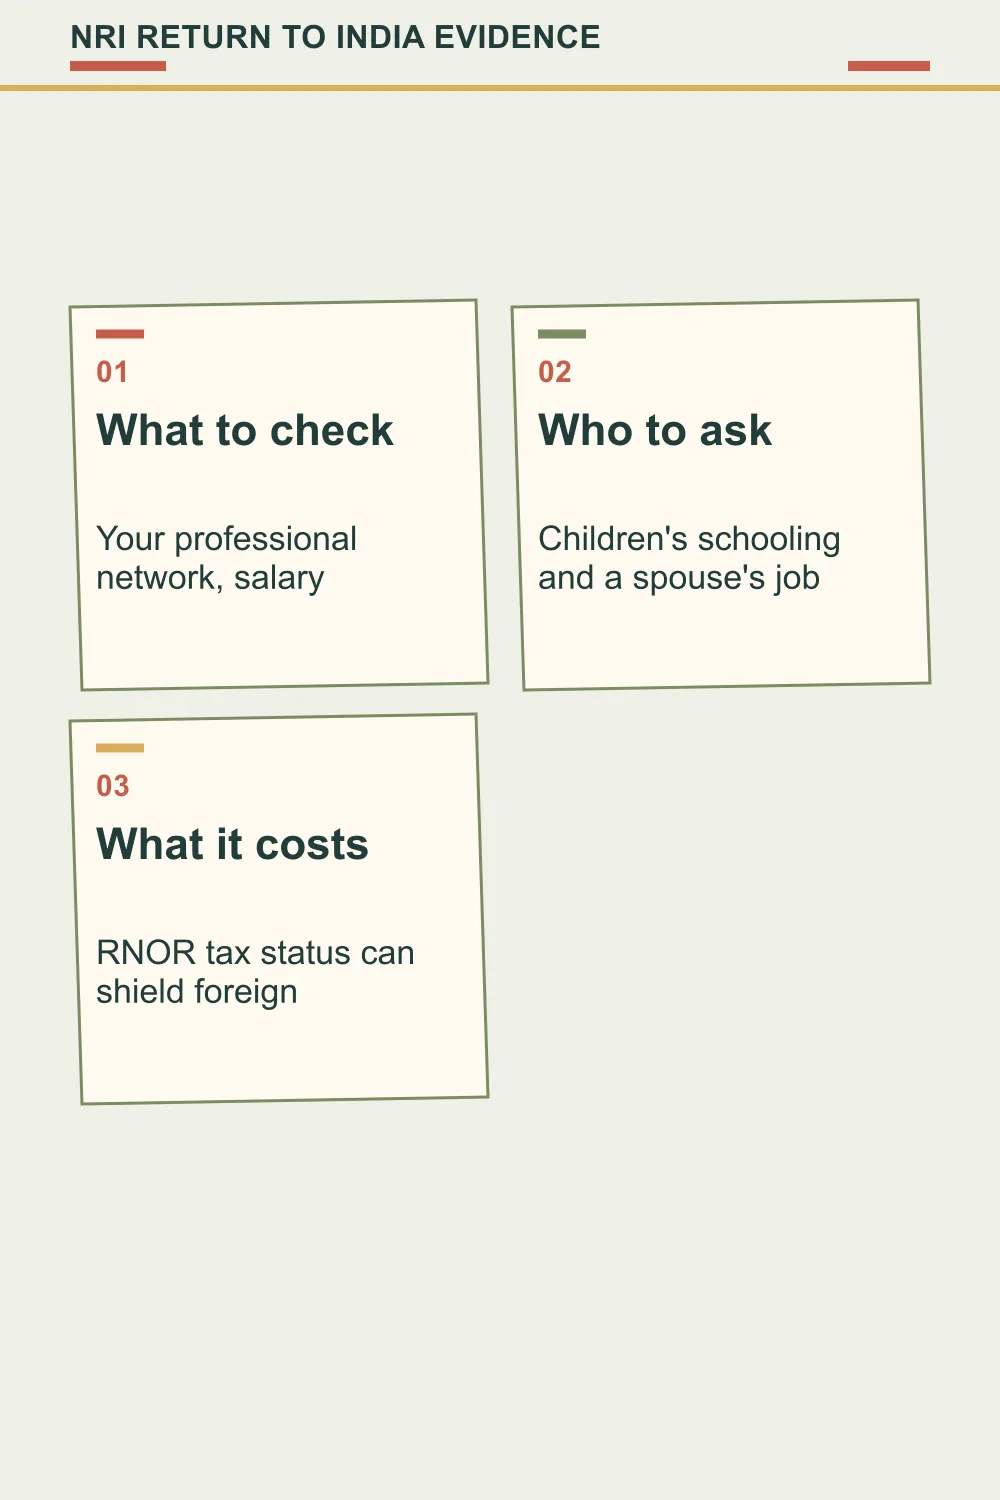 NRI RETURN TO INDIA EVIDENCE
01
What to check
Your professional
network, salary
02
Who to ask
Children's schooling
and a spouse's job
03
What it costs
RNOR tax status can
shield foreign